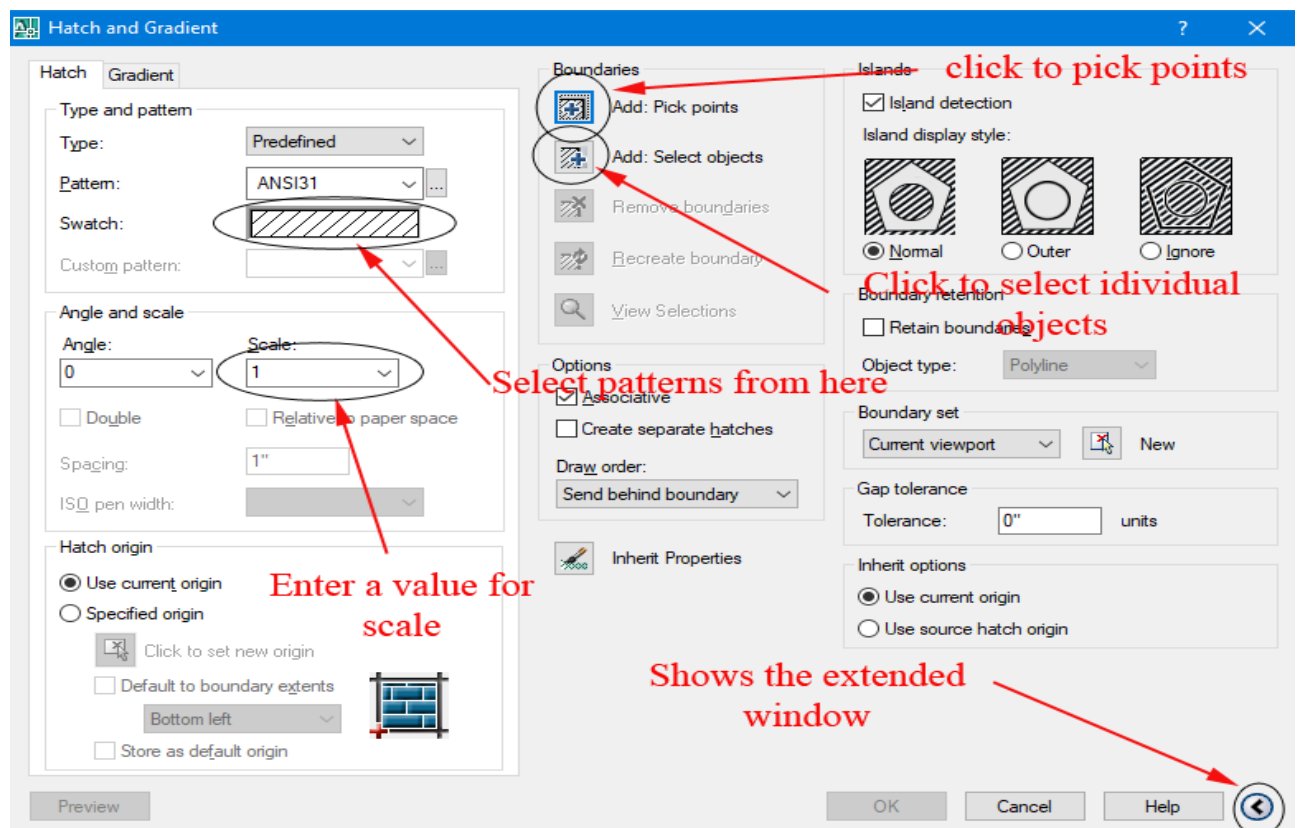 Hatch and Gradient
?
Hatch
Gradient
Type and pattern
Type:
Predefined
Pattern:
ANSI31
...
Swatch:
Custom pattern:
...
Angle and scale
Angle:
Scale:
0
1
Double
Relative to paper space
Spacing:
1"
ISO pen width:
Hatch origin
Use current origin
Specified origin
Click to set new origin
Default to boundary extents
Bottom left
Store as default origin
Preview
Boundaries
Add: Pick points
Add: Select objects
Remove boundaries
Recreate boundary
View Selections
Options
Associative
Create separate hatches
Draw order:
Send behind boundary
Inherit Properties
Islands
Island detection
Island display style:
Normal
Outer
Ignore
Boundary retention
Retain boundaries
Object type:
Polyline
Boundary set
Current viewport
New
Gap tolerance
Tolerance:
0"
units
Inherit options
Use current origin
Use source hatch origin
OK
Cancel
Help
click to pick points
Click to select idividual
objects
Select patterns from here
Enter a value for
scale
Shows the extended
window